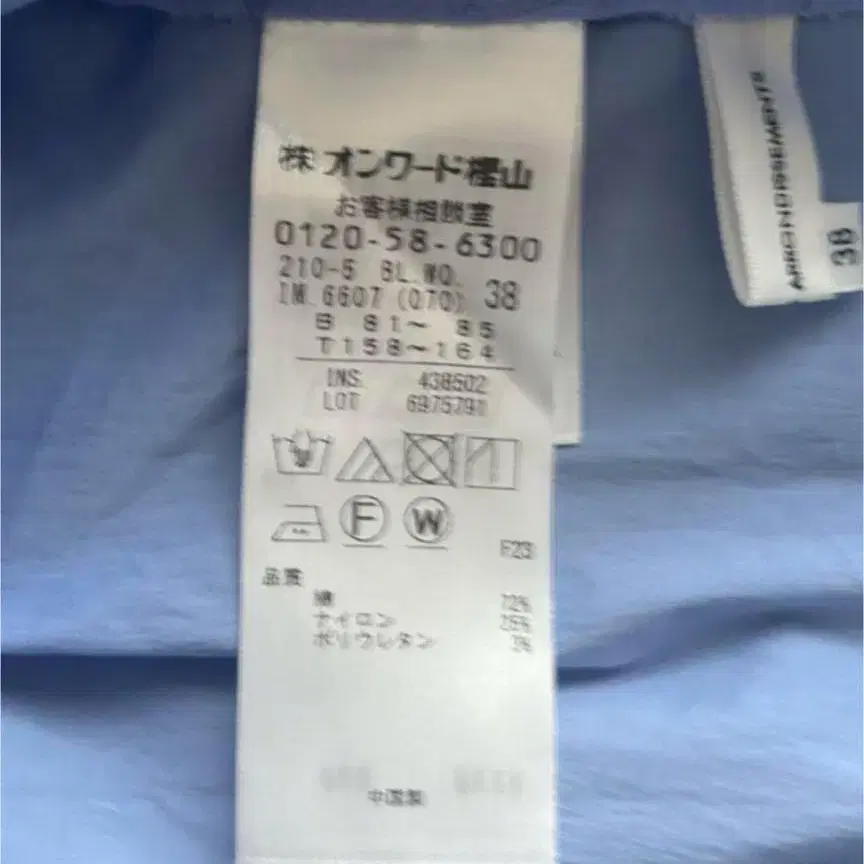 (株)オンワード樫山
お客様相談室
0120-58-6300
210-5 BL.WO.
IM.6607 (070) 38
B 81～ 85
T158～164
INS. 438502
LOT 6975791
F
W
F23
品質
綿 72%
ナイロン 25%
ポリウレタン 3%
中国製
ARRONDISSEMENTS
38